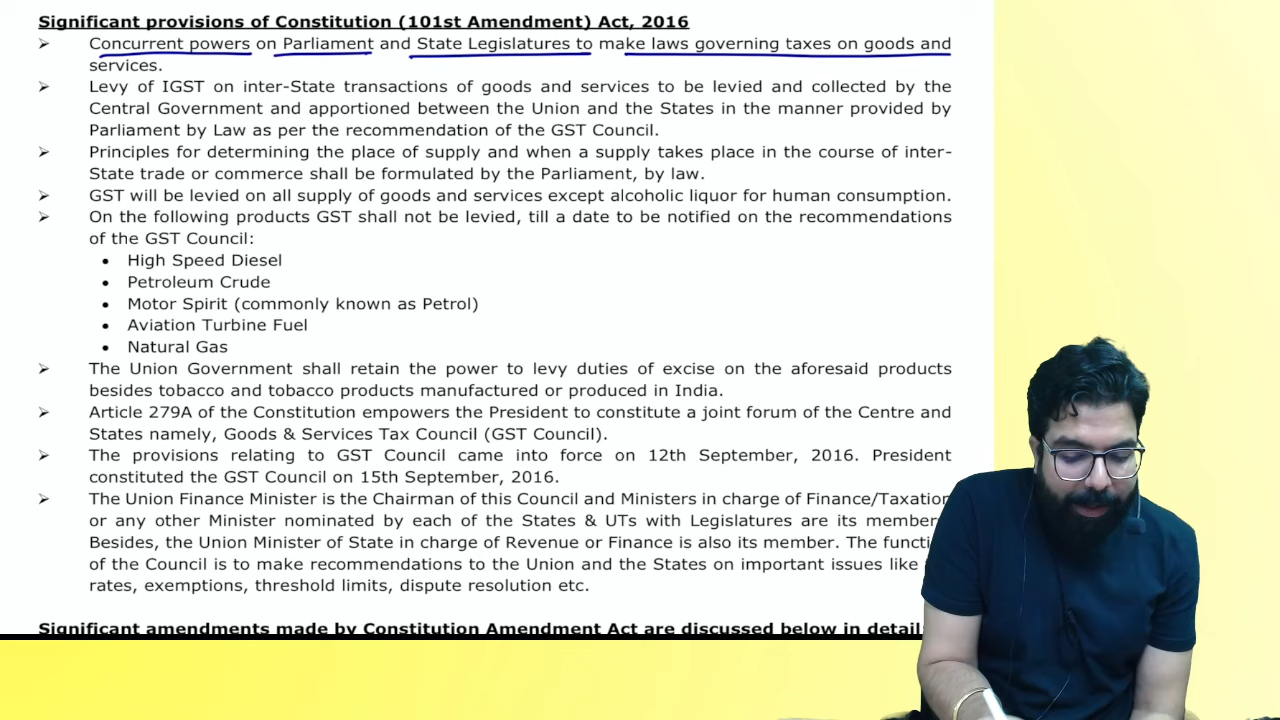 Significant provisions of Constitution (101st Amendment) Act, 2016
➢ Concurrent powers on Parliament and State Legislatures to make laws governing taxes on goods and
services.
➢ Levy of IGST on inter-State transactions of goods and services to be levied and collected by the
Central Government and apportioned between the Union and the States in the manner provided by
Parliament by Law as per the recommendation of the GST Council.
➢ Principles for determining the place of supply and when a supply takes place in the course of inter-
State trade or commerce shall be formulated by the Parliament, by law.
➢ GST will be levied on all supply of goods and services except alcoholic liquor for human consumption.
➢ On the following products GST shall not be levied, till a date to be notified on the recommendations
of the GST Council:
• High Speed Diesel
• Petroleum Crude
• Motor Spirit (commonly known as Petrol)
• Aviation Turbine Fuel
• Natural Gas
➢ The Union Government shall retain the power to levy duties of excise on the aforesaid products
besides tobacco and tobacco products manufactured or produced in India.
➢ Article 279A of the Constitution empowers the President to constitute a joint forum of the Centre and
States namely, Goods & Services Tax Council (GST Council).
➢ The provisions relating to GST Council came into force on 12th September, 2016. President
constituted the GST Council on 15th September, 2016.
➢ The Union Finance Minister is the Chairman of this Council and Ministers in charge of Finance/Taxation
or any other Minister nominated by each of the States & UTs with Legislatures are its member
Besides, the Union Minister of State in charge of Revenue or Finance is also its member. The functi
of the Council is to make recommendations to the Union and the States on important issues like
rates, exemptions, threshold limits, dispute resolution etc.
Significant amendments made by Constitution Amendment Act are discussed below in detail: